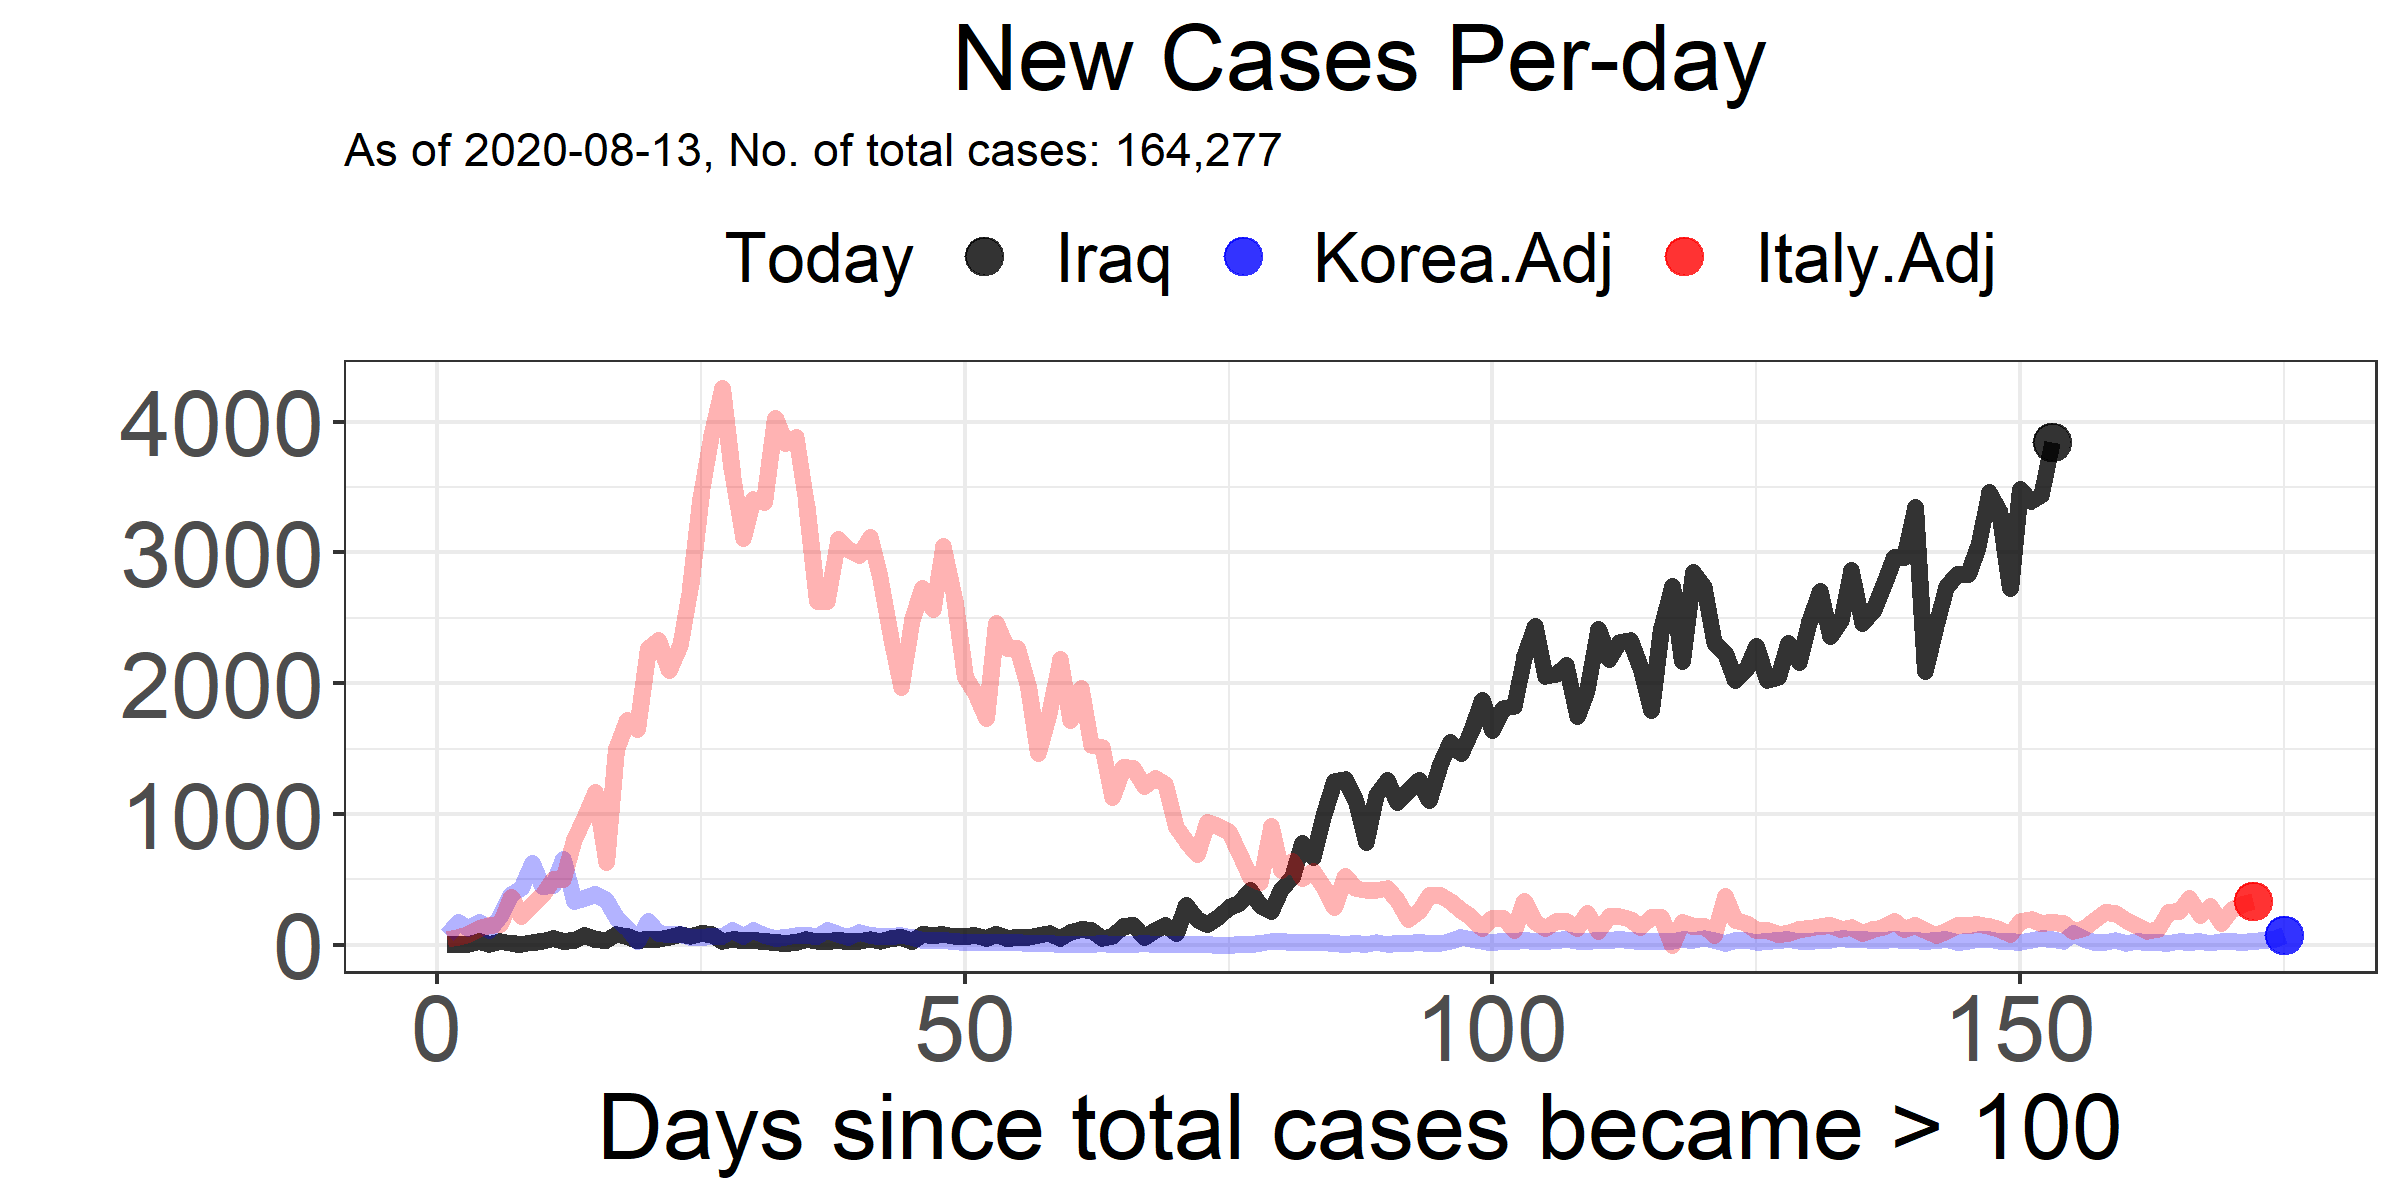 New Cases Per-day
As of 2020-08-13, No. of total cases: 164,277
Today Iraq Korea.Adj Italy.Adj
4000
3000
2000
1000
0
0 50 100 150
Days since total cases became > 100